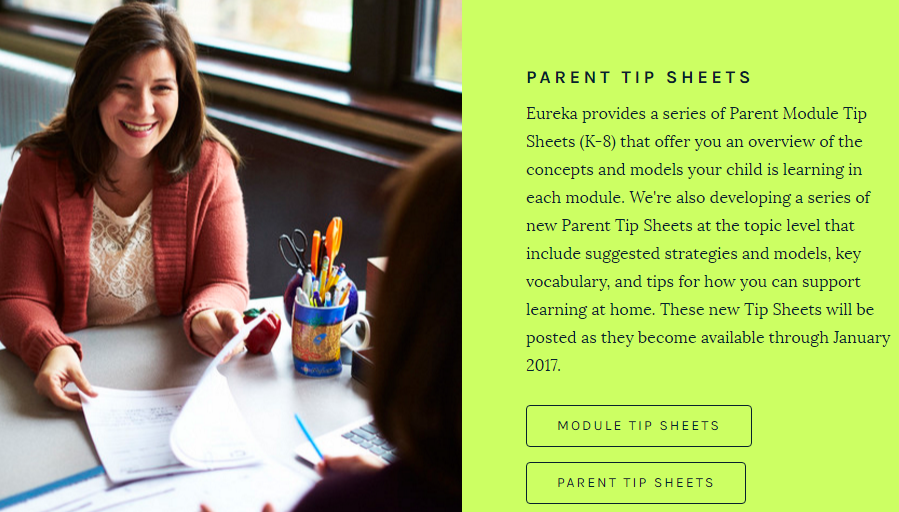 PARENT TIP SHEETS
Eureka provides a series of Parent Module Tip
Sheets (K-8) that offer you an overview of the
concepts and models your child is learning in
each module. We're also developing a series of
new Parent Tip Sheets at the topic level that
include suggested strategies and models, key
vocabulary, and tips for how you can support
learning at home. These new Tip Sheets will be
posted as they become available through January
2017.
MODULE TIP SHEETS
PARENT TIP SHEETS